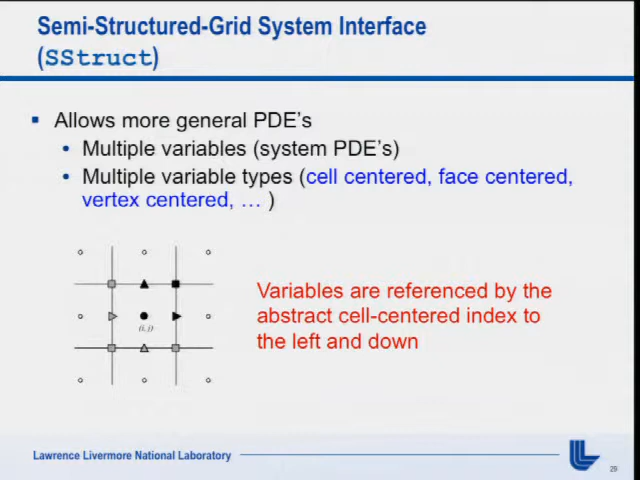 Semi-Structured-Grid System Interface
(SStruct)
Allows more general PDE's
Multiple variables (system PDE's)
Multiple variable types (cell centered, face centered,
vertex centered, … )
(i,j)
Variables are referenced by the
abstract cell-centered index to
the left and down
Lawrence Livermore National Laboratory
29